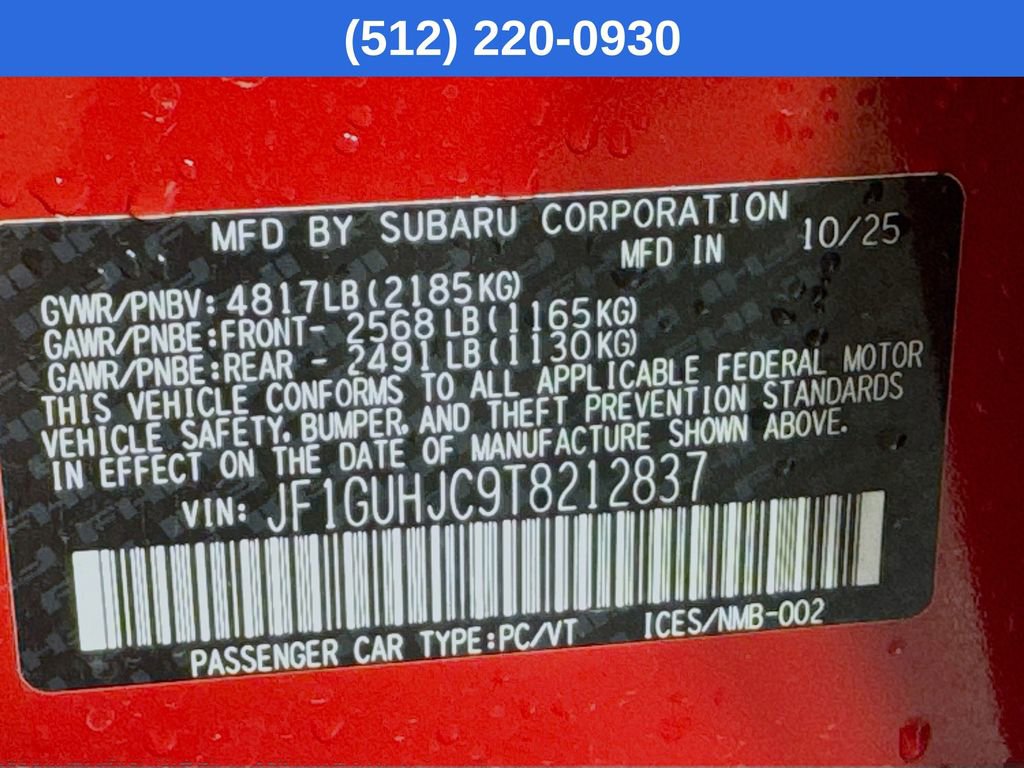 (512) 220-0930
MFD BY SUBARU CORPORATION
MFD IN 10/25
GVWR/PNBV: 4817LB(2185KG)
GAWR/PNBE:FRONT- 2568 LB(1165KG)
GAWR/PNBE:REAR - 2491 LB(1130KG)
THIS VEHICLE CONFORMS TO ALL APPLICABLE FEDERAL MOTOR
VEHICLE SAFETY, BUMPER, AND THEFT PREVENTION STANDARDS
IN EFFECT ON THE DATE OF MANUFACTURE SHOWN ABOVE.
VIN: JF1GUHJC9T8212837
PASSENGER CAR TYPE:PC/VT ICES/NMB-002